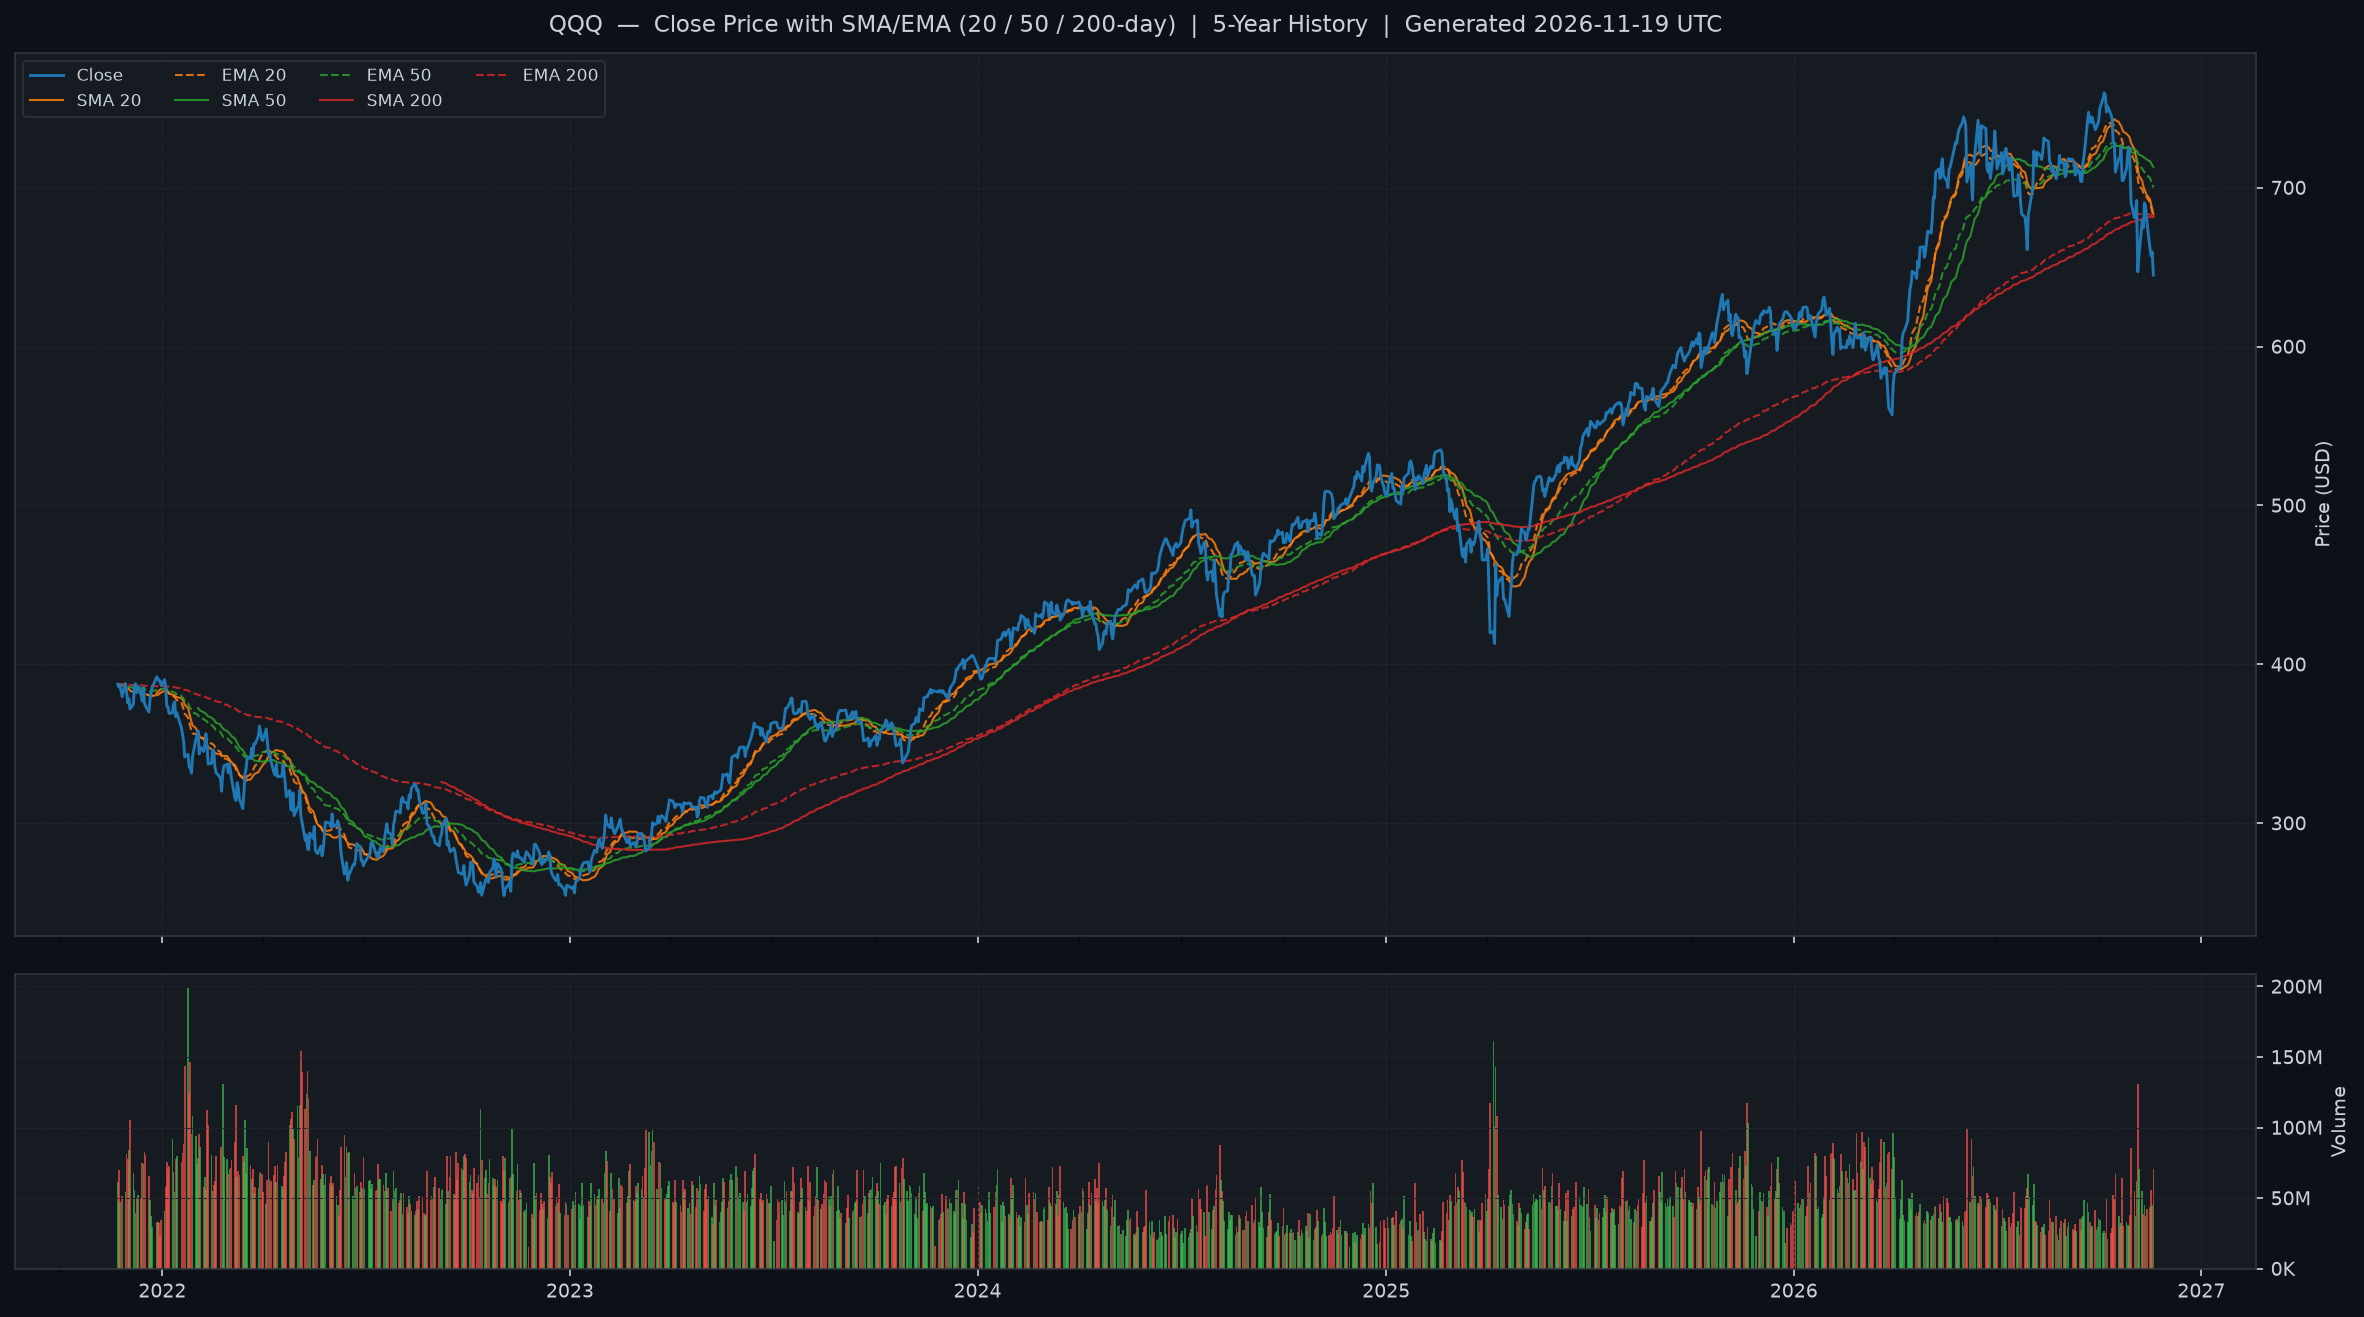 QQQ — Close Price with SMA/EMA (20 / 50 / 200-day) | 5-Year History | Generated 2026-11-19 UTC
Close EMA 20 EMA 50 EMA 200
SMA 20 SMA 50 SMA 200
700
600
500
400
300
Price (USD)
200M
150M
100M
50M
0K
Volume
2022 2023 2024 2025 2026 2027